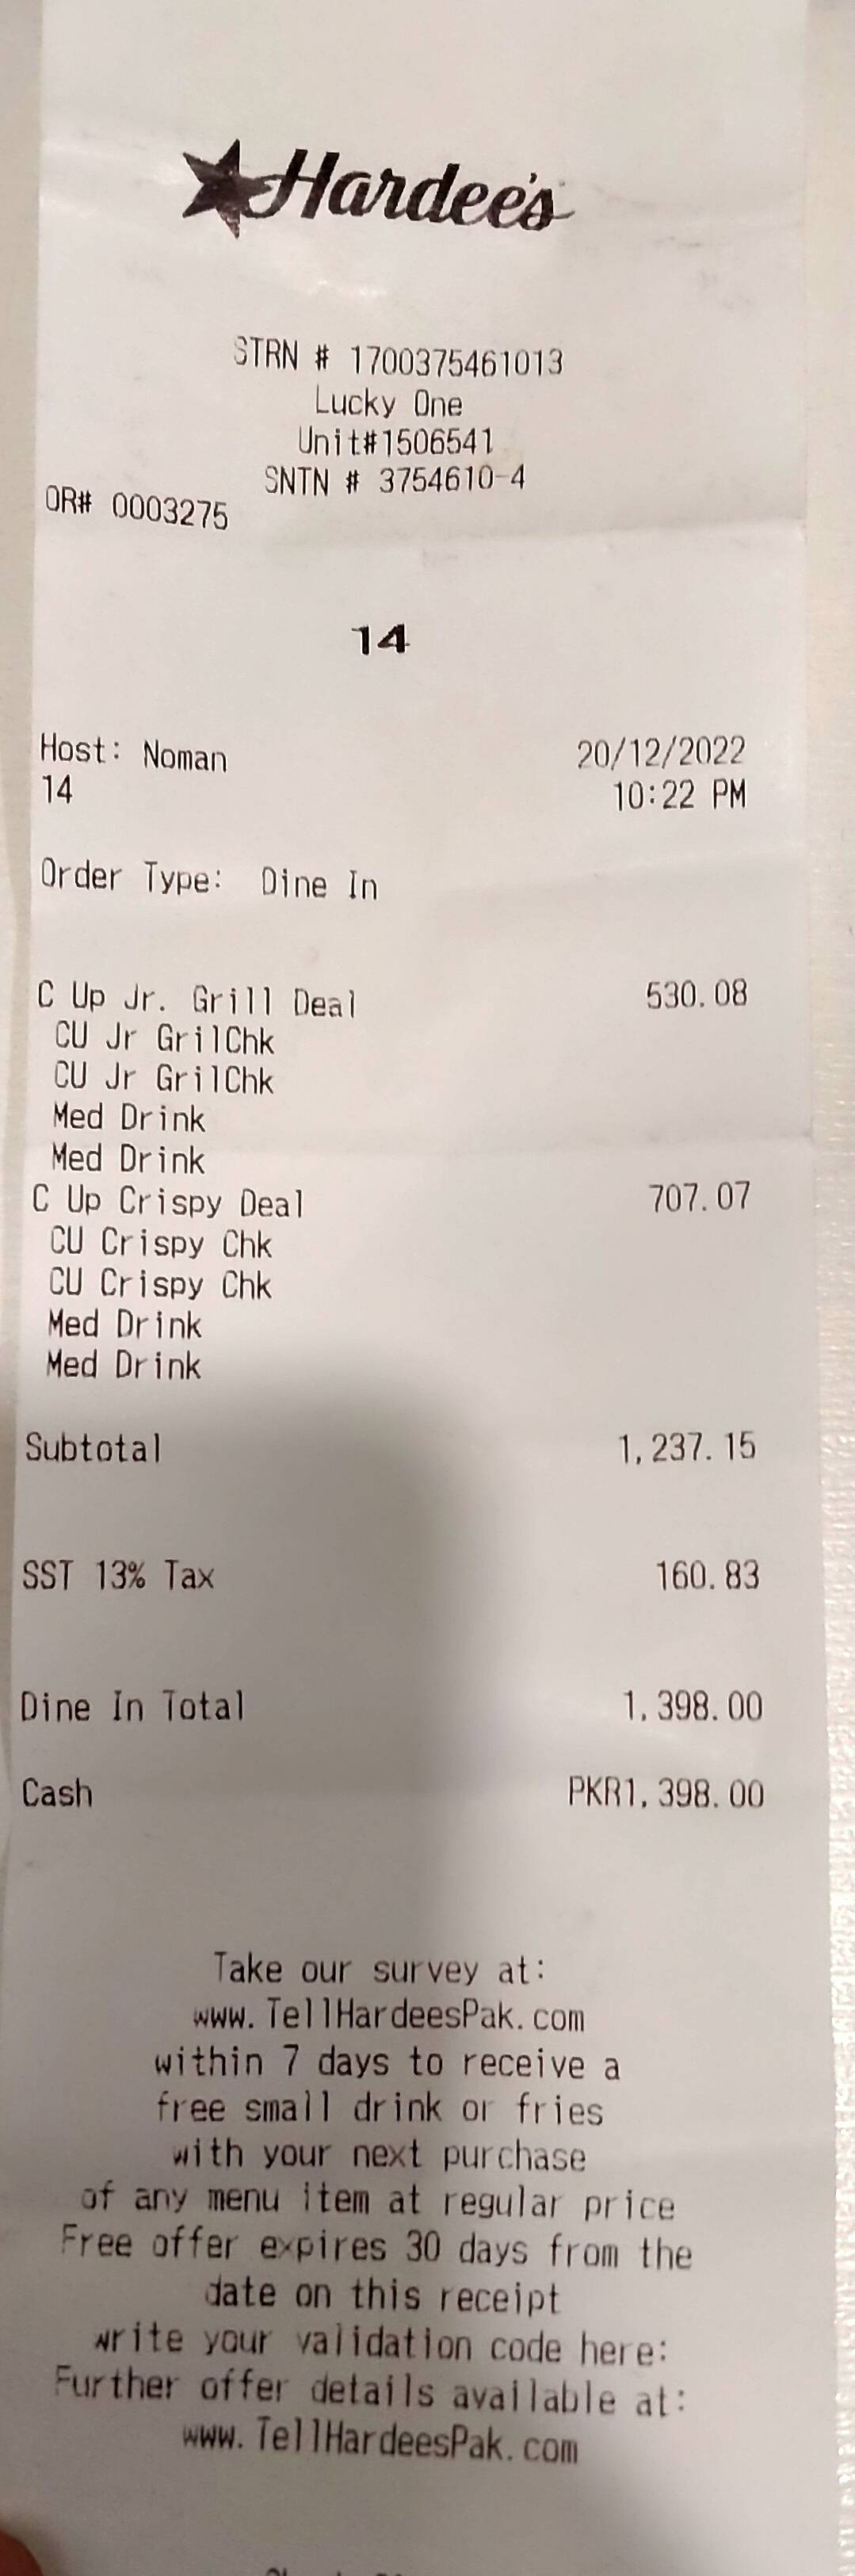 Hardee's
STRN # 1700375461013
Lucky One
Unit#1506541
SNTN # 3754610-4
OR# 0003275
14
Host: Noman 20/12/2022
14 10:22 PM
Order Type: Dine In
C Up Jr. Grill Deal 530.08
CU Jr GrilChk
CU Jr GrilChk
Med Drink
Med Drink
C Up Crispy Deal 707.07
CU Crispy Chk
CU Crispy Chk
Med Drink
Med Drink
Subtotal 1,237.15
SST 13% Tax 160.83
Dine In Total 1,398.00
Cash PKR1,398.00
Take our survey at:
www.TellHardeesPak.com
within 7 days to receive a
free small drink or fries
with your next purchase
of any menu item at regular price
Free offer expires 30 days from the
date on this receipt
write your validation code here:
Further offer details available at:
www.TellHardeesPak.com